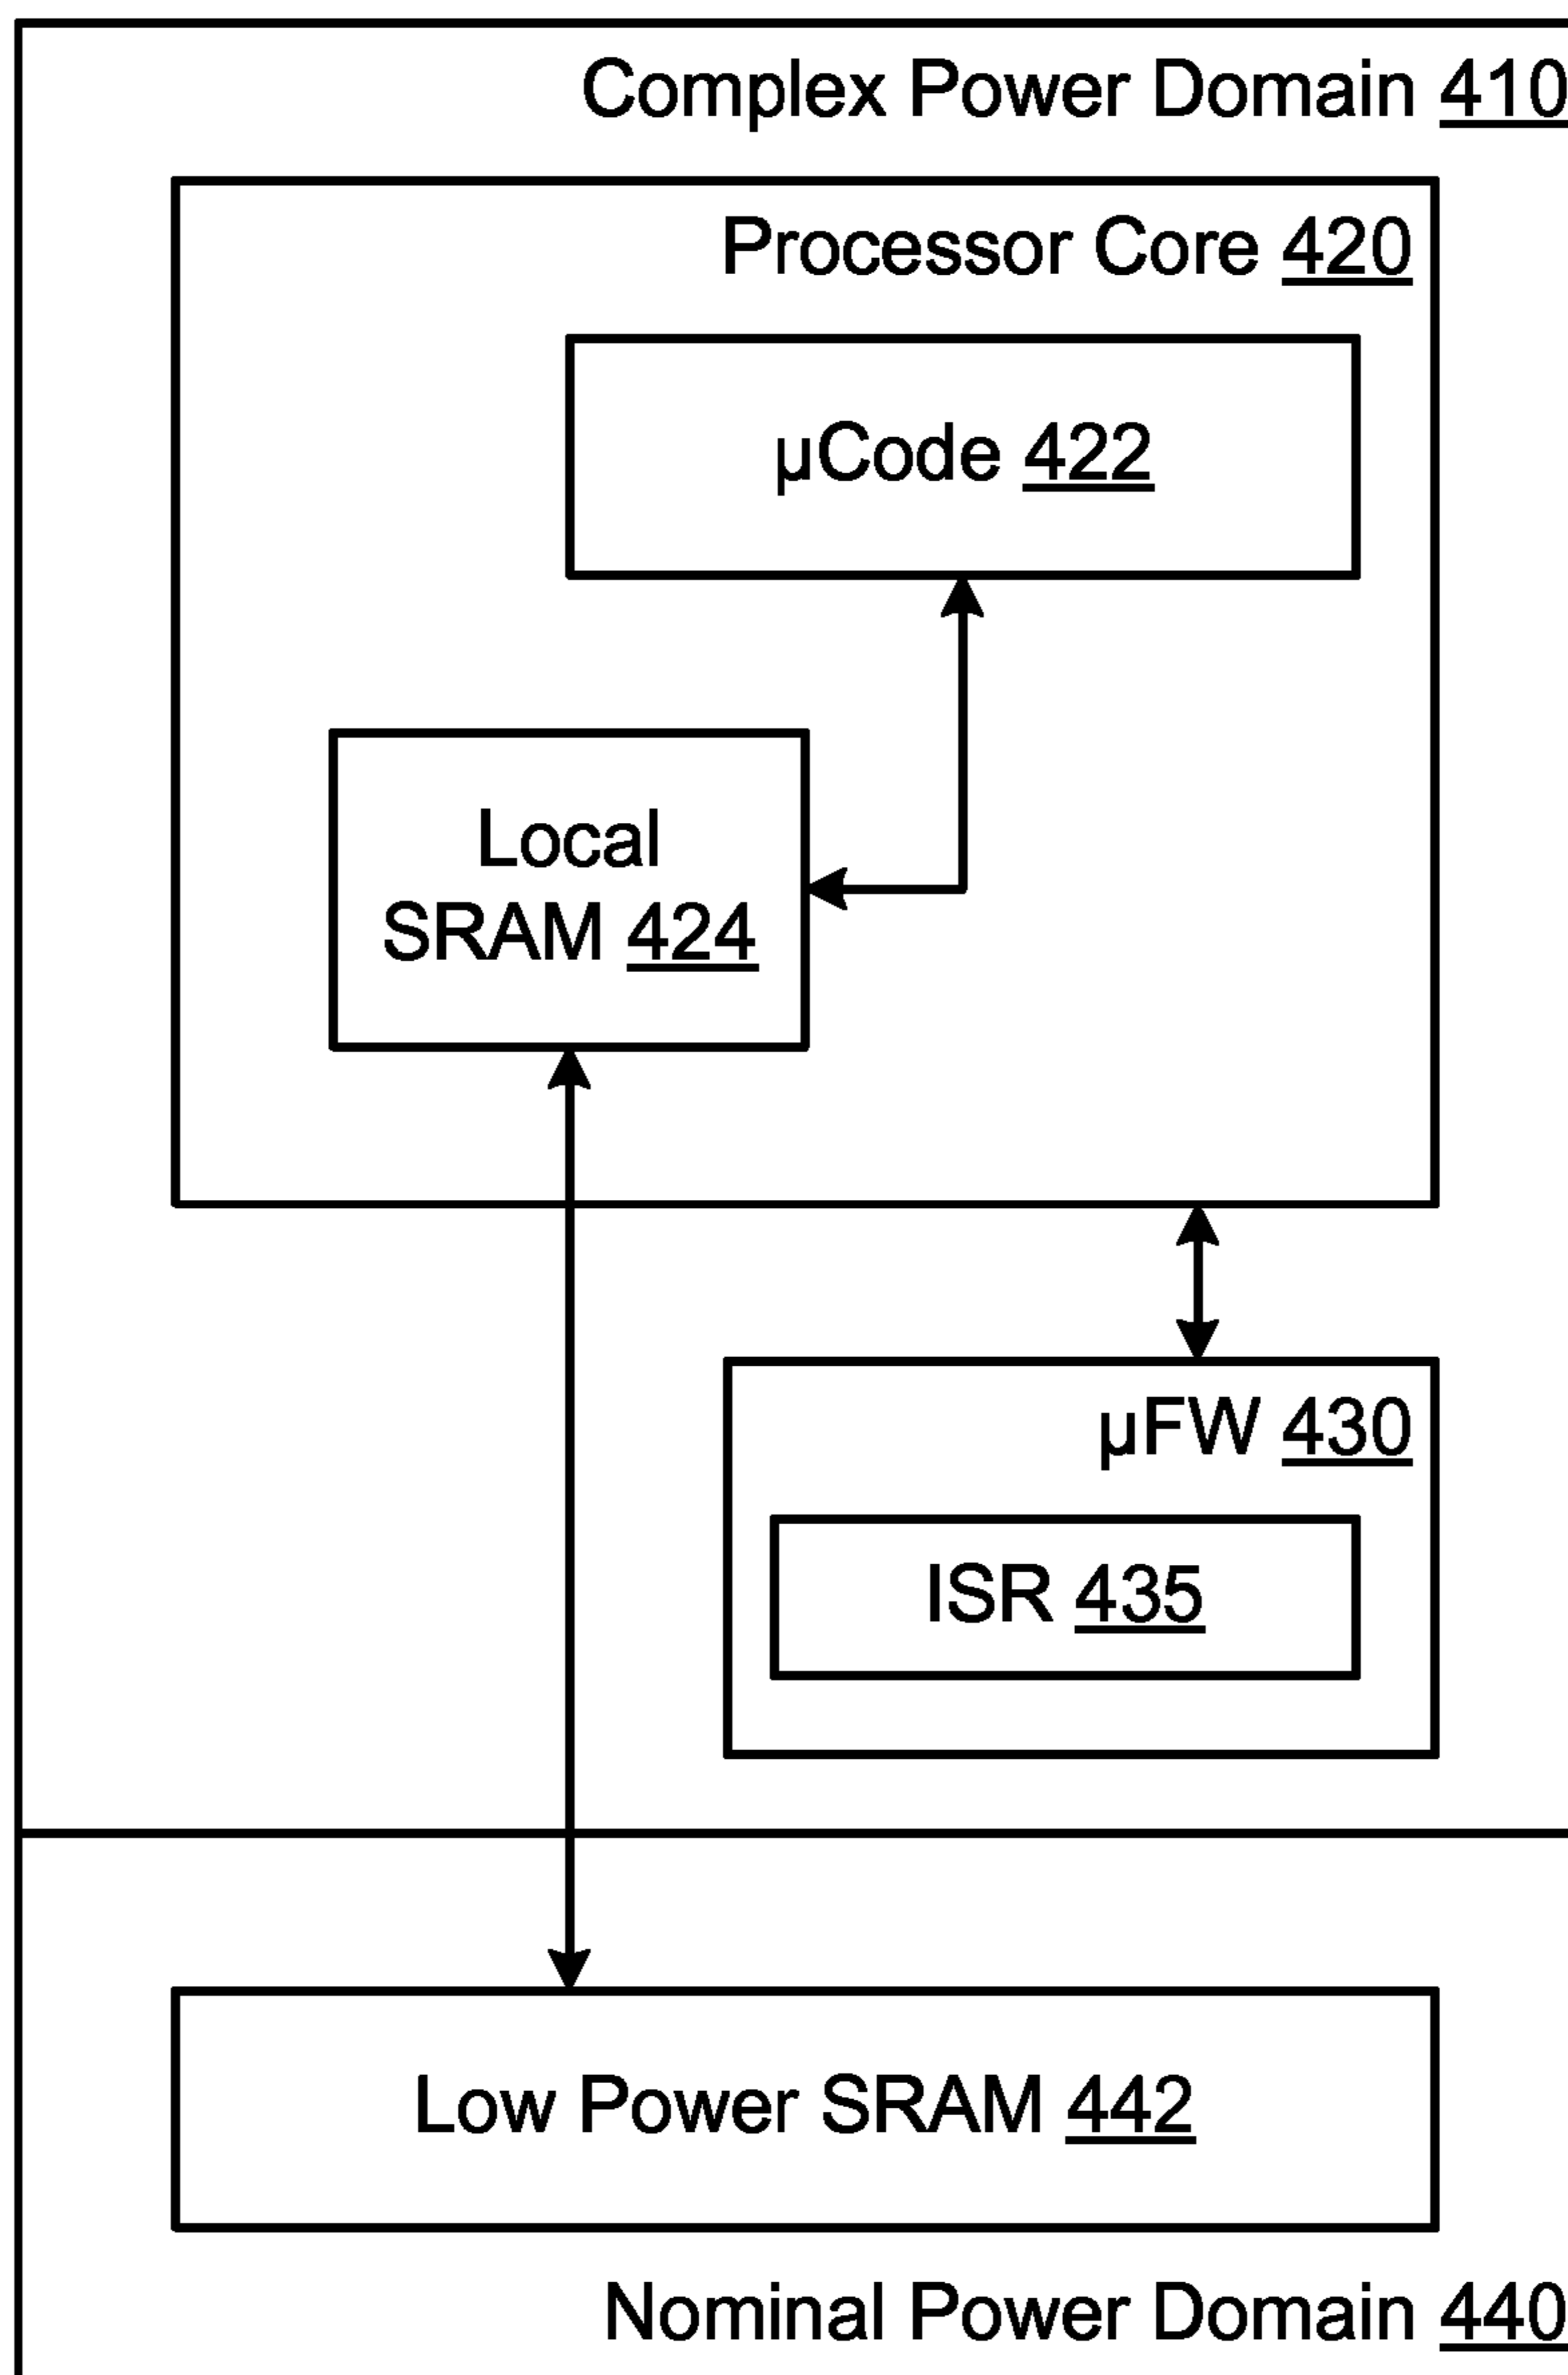 Complex Power Domain 410
Processor Core 420
µCode 422
Local
SRAM 424
µFW 430
ISR 435
Low Power SRAM 442
Nominal Power Domain 440